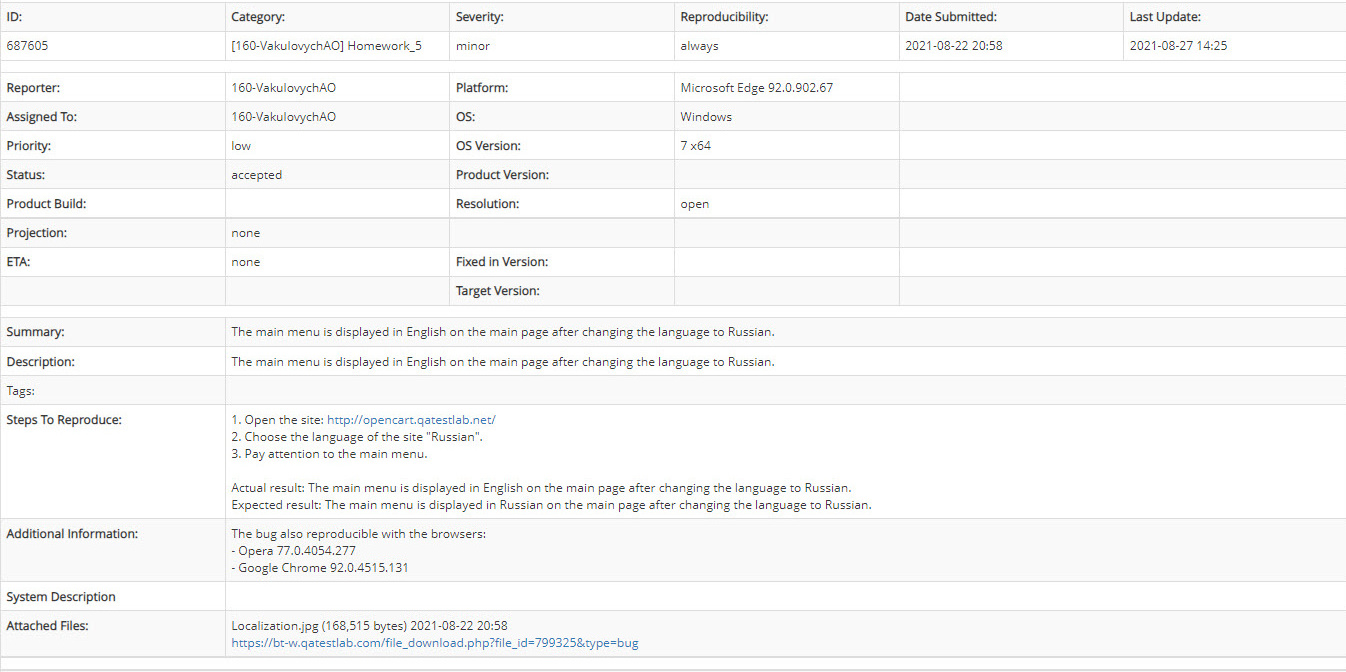 ID: Category: Severity: Reproducibility: Date Submitted: Last Update:
687605 [160-VakulovychAO] Homework_5 minor always 2021-08-22 20:58 2021-08-27 14:25
Reporter: 160-VakulovychAO Platform: Microsoft Edge 92.0.902.67
Assigned To: 160-VakulovychAO OS: Windows
Priority: low OS Version: 7 x64
Status: accepted Product Version:
Product Build: Resolution: open
Projection: none
ETA: none Fixed in Version:
Target Version:
Summary: The main menu is displayed in English on the main page after changing the language to Russian.
Description: The main menu is displayed in English on the main page after changing the language to Russian.
Tags:
Steps To Reproduce: 1. Open the site: http://opencart.qatestlab.net/
2. Choose the language of the site "Russian".
3. Pay attention to the main menu.
Actual result: The main menu is displayed in English on the main page after changing the language to Russian.
Expected result: The main menu is displayed in Russian on the main page after changing the language to Russian.
Additional Information: The bug also reproducible with the browsers:
- Opera 77.0.4054.277
- Google Chrome 92.0.4515.131
System Description
Attached Files: Localization.jpg (168,515 bytes) 2021-08-22 20:58
https://bt-w.qatestlab.com/file_download.php?file_id=799325&type=bug